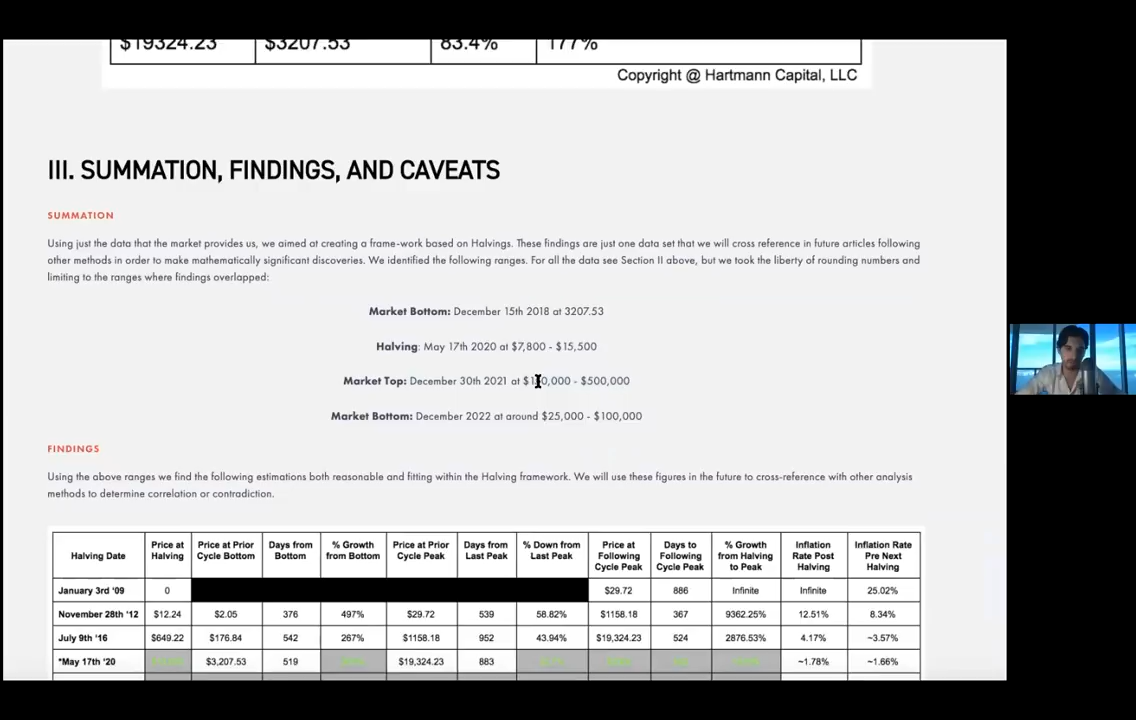 $19324.23 $3207.53 83.4% 177%
Copyright @ Hartmann Capital, LLC
III. SUMMATION, FINDINGS, AND CAVEATS
SUMMATION
Using just the data that the market provides us, we aimed at creating a frame-work based on Halvings. These findings are just one data set that we will cross reference in future articles following
other methods in order to make mathematically significant discoveries. We identified the following ranges. For all the data see Section II above, but we took the liberty of rounding numbers and
limiting to the ranges where findings overlapped:
Market Bottom: December 15th 2018 at 3207.53
Halving: May 17th 2020 at $7,800 - $15,500
Market Top: December 30th 2021 at - $500,000
Market Bottom: December 2022 at around $25,000 - $100,000
FINDINGS
Using the above ranges we find the following estimations both reasonable and fitting within the Halving framework. We will use these figures in the future to cross-reference with other analysis
methods to determine correlation or contradiction.
Halving Date Price at Halving Price at Prior Cycle Bottom Days from Bottom % Growth from Bottom Price at Prior Cycle Peak Days from Last Peak % Down from Last Peak Price at Following Cycle Peak Days to Following Cycle Peak % Growth from Halving to Peak Inflation Rate Post Halving Inflation Rate Pre Next Halving
January 3rd '09 0 $29.72 886 Infinite Infinite 25.02%
November 28th '12 $12.24 $2.05 376 497% $29.72 539 58.82% $1158.18 367 9362.25% 12.51% 8.34%
July 9th '16 $649.22 $176.84 542 267% $1158.18 952 43.94% $19,324.23 524 2876.53% 4.17% ~3.57%
*May 17th '20 $3,207.53 519 $19,324.23 883 ~1.78% ~1.66%